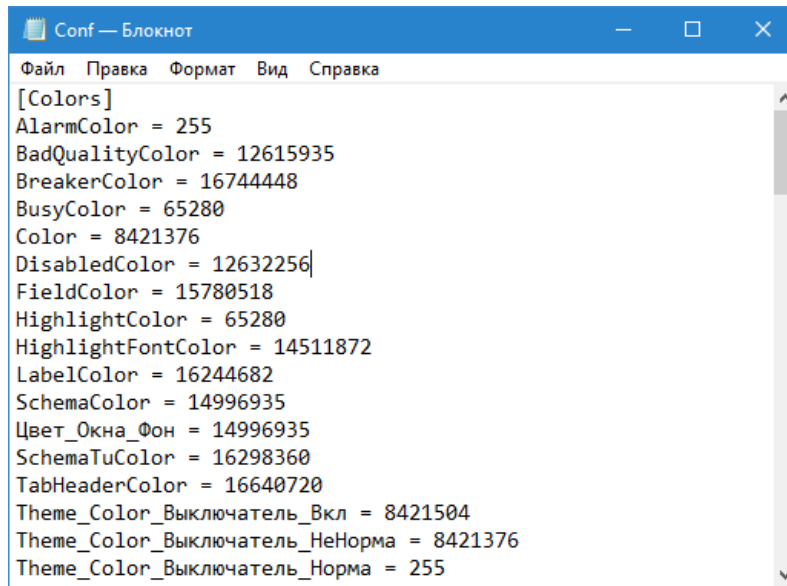 Conf — Блокнот
Файл Правка Формат Вид Справка
[Colors]
AlarmColor = 255
BadQualityColor = 12615935
BreakerColor = 16744448
BusyColor = 65280
Color = 8421376
DisabledColor = 12632256
FieldColor = 15780518
HighlightColor = 65280
HighlightFontColor = 14511872
LabelColor = 16244682
SchemaColor = 14996935
Цвет_Окна_Фон = 14996935
SchemaTuColor = 16298360
TabHeaderColor = 16640720
Theme_Color_Выключатель_Вкл = 8421504
Theme_Color_Выключатель_НеНорма = 8421376
Theme_Color_Выключатель_Норма = 255